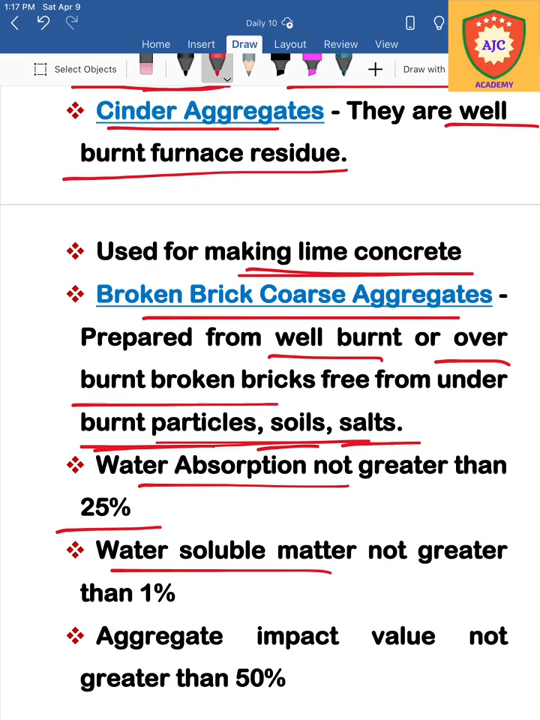 1:17 PM Sat Apr 9
Daily 10
Home Insert Draw Layout Review View
Select Objects
Draw with
AJC
ACADEMY
Cinder Aggregates - They are well
burnt furnace residue.
Used for making lime concrete
Broken Brick Coarse Aggregates -
Prepared from well burnt or over
burnt broken bricks free from under
burnt particles, soils, salts.
Water Absorption not greater than
25%
Water soluble matter not greater
than 1%
Aggregate impact value not
greater than 50%